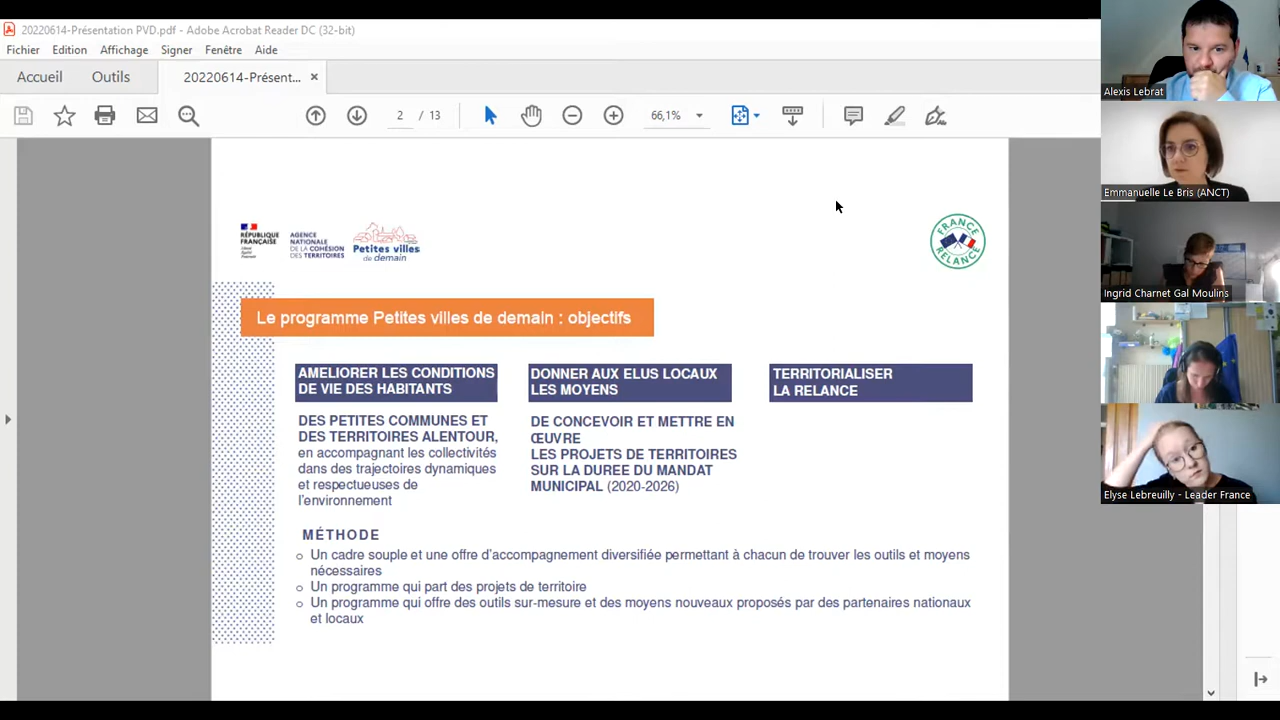 20220614-Présentation PVD.pdf - Adobe Acrobat Reader DC (32-bit)
Fichier Edition Affichage Signer Fenêtre Aide
Accueil Outils 20220614-Présent... ×
2 / 13 66,1%
RÉPUBLIQUE
FRANÇAISE
Liberté
Égalité
Fraternité
AGENCE
NATIONALE
DE LA COHÉSION
DES TERRITOIRES
Petites villes
de demain
FRANCE
RELANCE
Le programme Petites villes de demain : objectifs
AMELIORER LES CONDITIONS
DE VIE DES HABITANTS
DES PETITES COMMUNES ET
DES TERRITOIRES ALENTOUR,
en accompagnant les collectivités
dans des trajectoires dynamiques
et respectueuses de
l'environnement
DONNER AUX ELUS LOCAUX
LES MOYENS
DE CONCEVOIR ET METTRE EN
ŒUVRE
LES PROJETS DE TERRITOIRES
SUR LA DUREE DU MANDAT
MUNICIPAL (2020-2026)
TERRITORIALISER
LA RELANCE
MÉTHODE
o Un cadre souple et une offre d'accompagnement diversifiée permettant à chacun de trouver les outils et moyens
nécessaires
o Un programme qui part des projets de territoire
o Un programme qui offre des outils sur-mesure et des moyens nouveaux proposés par des partenaires nationaux
et locaux
Alexis Lebrat
Emmanuelle Le Bris (ANCT)
Ingrid Charnet Gal Moulins
Elyse Lebreuilly - Leader France